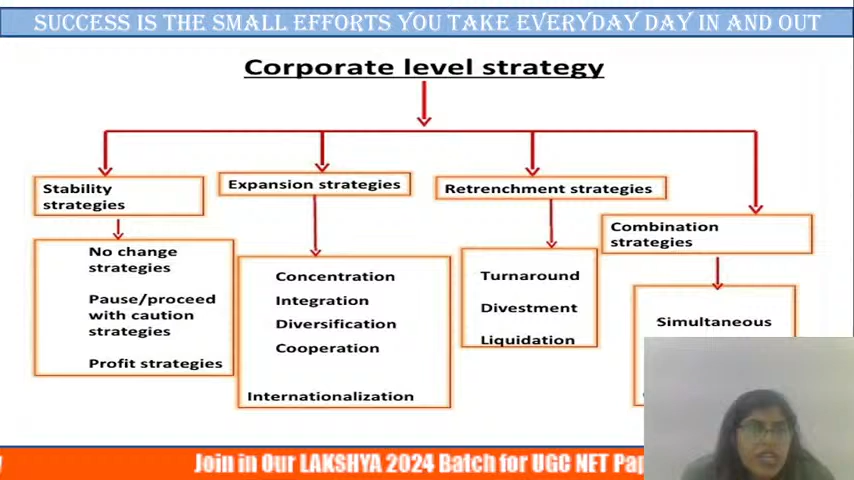 SUCCESS IS THE SMALL EFFORTS YOU TAKE EVERYDAY DAY IN AND OUT
Corporate level strategy
Stability
strategies
Expansion strategies
Retrenchment strategies
Combination
strategies
No change
strategies
Pause/proceed
with caution
strategies
Profit strategies
Concentration
Integration
Diversification
Cooperation
Internationalization
Turnaround
Divestment
Liquidation
Simultaneous
Join in Our LAKSHYA 2024 Batch for UGC NET